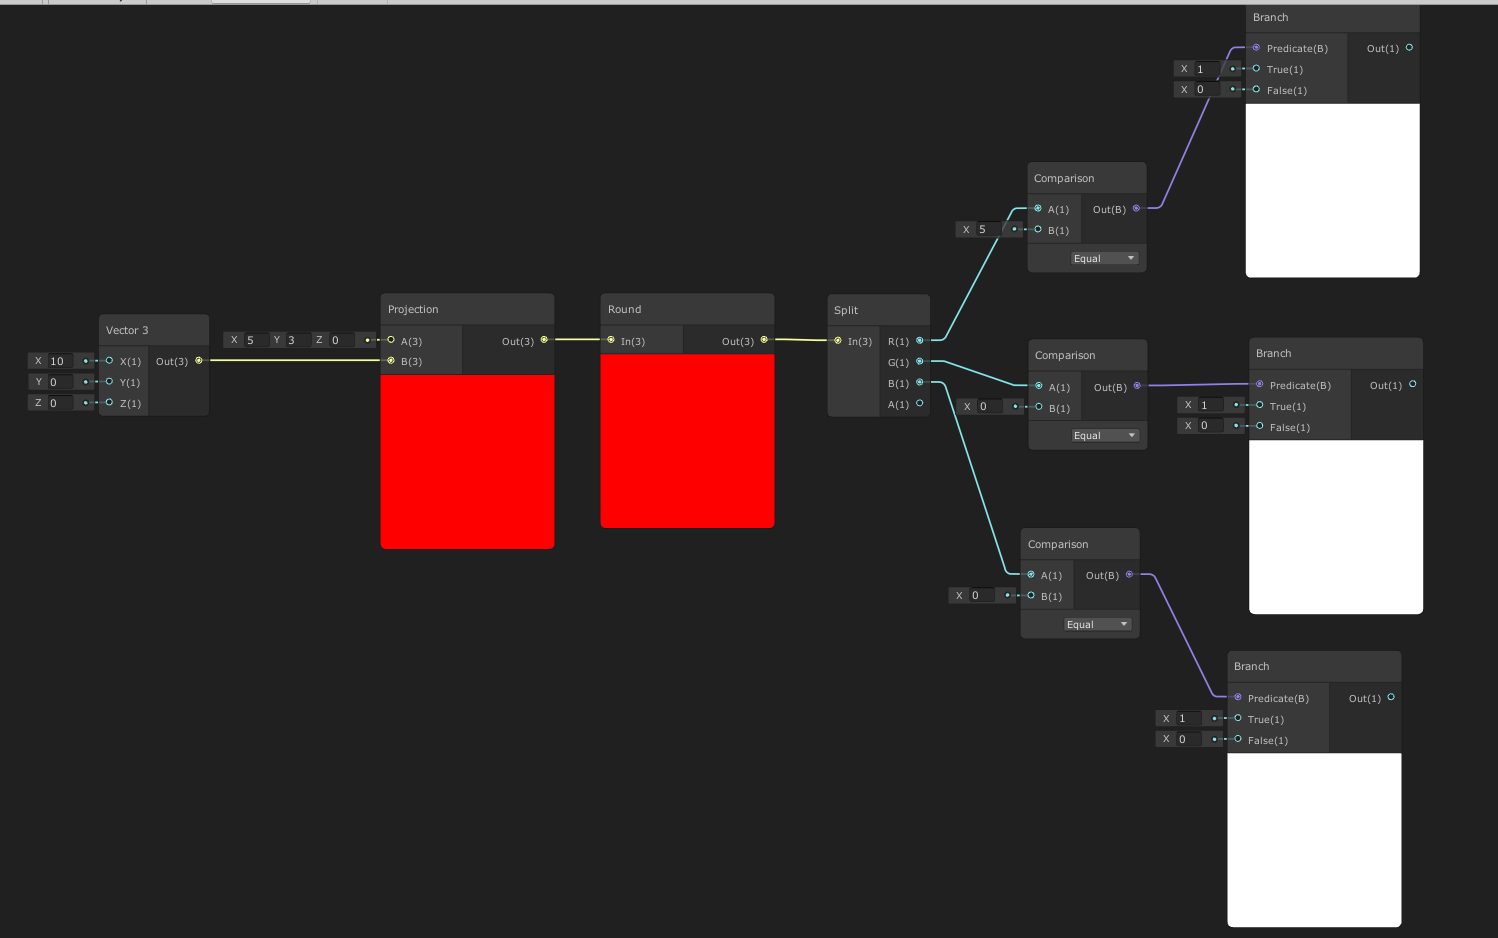 Branch
Predicate(B) Out(1)
X 1 True(1)
X 0 False(1)
Comparison
A(1) Out(B)
X 5 B(1)
Equal
Vector 3
X 10 X(1) Out(3)
Y 0 Y(1)
Z 0 Z(1)
Projection
X 5 Y 3 Z 0 A(3) Out(3)
B(3)
Round
In(3) Out(3)
Split
In(3) R(1)
G(1)
B(1)
A(1)
Comparison
A(1) Out(B)
X 0 B(1)
Equal
Branch
Predicate(B) Out(1)
X 1 True(1)
X 0 False(1)
Comparison
A(1) Out(B)
X 0 B(1)
Equal
Branch
Predicate(B) Out(1)
X 1 True(1)
X 0 False(1)